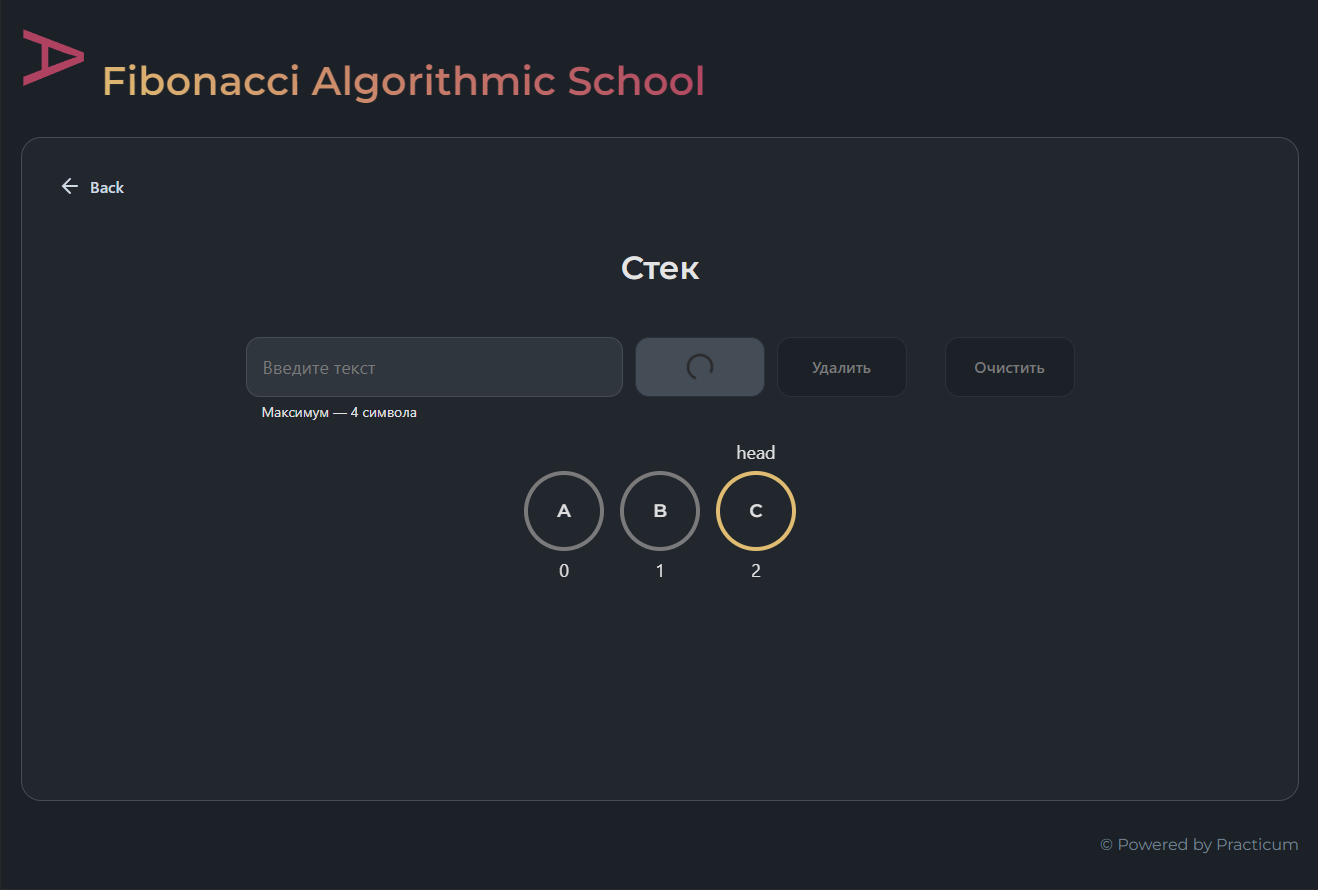 A
Fibonacci Algorithmic School
Back
Стек
Введите текст
Удалить
Очистить
Максимум — 4 символа
head
A
B
C
0
1
2
© Powered by Practicum